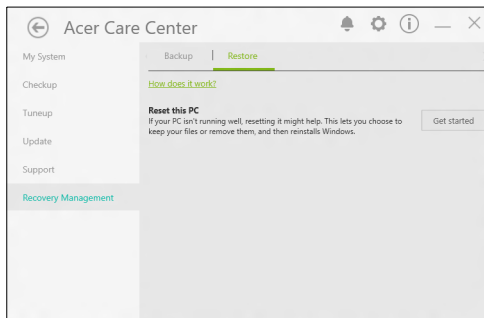 Acer Care Center
My System
Checkup
Tuneup
Update
Support
Recovery Management
Backup
Restore
How does it work?
Reset this PC
If your PC isn't running well, resetting it might help. This lets you choose to
keep your files or remove them, and then reinstalls Windows.
Get started